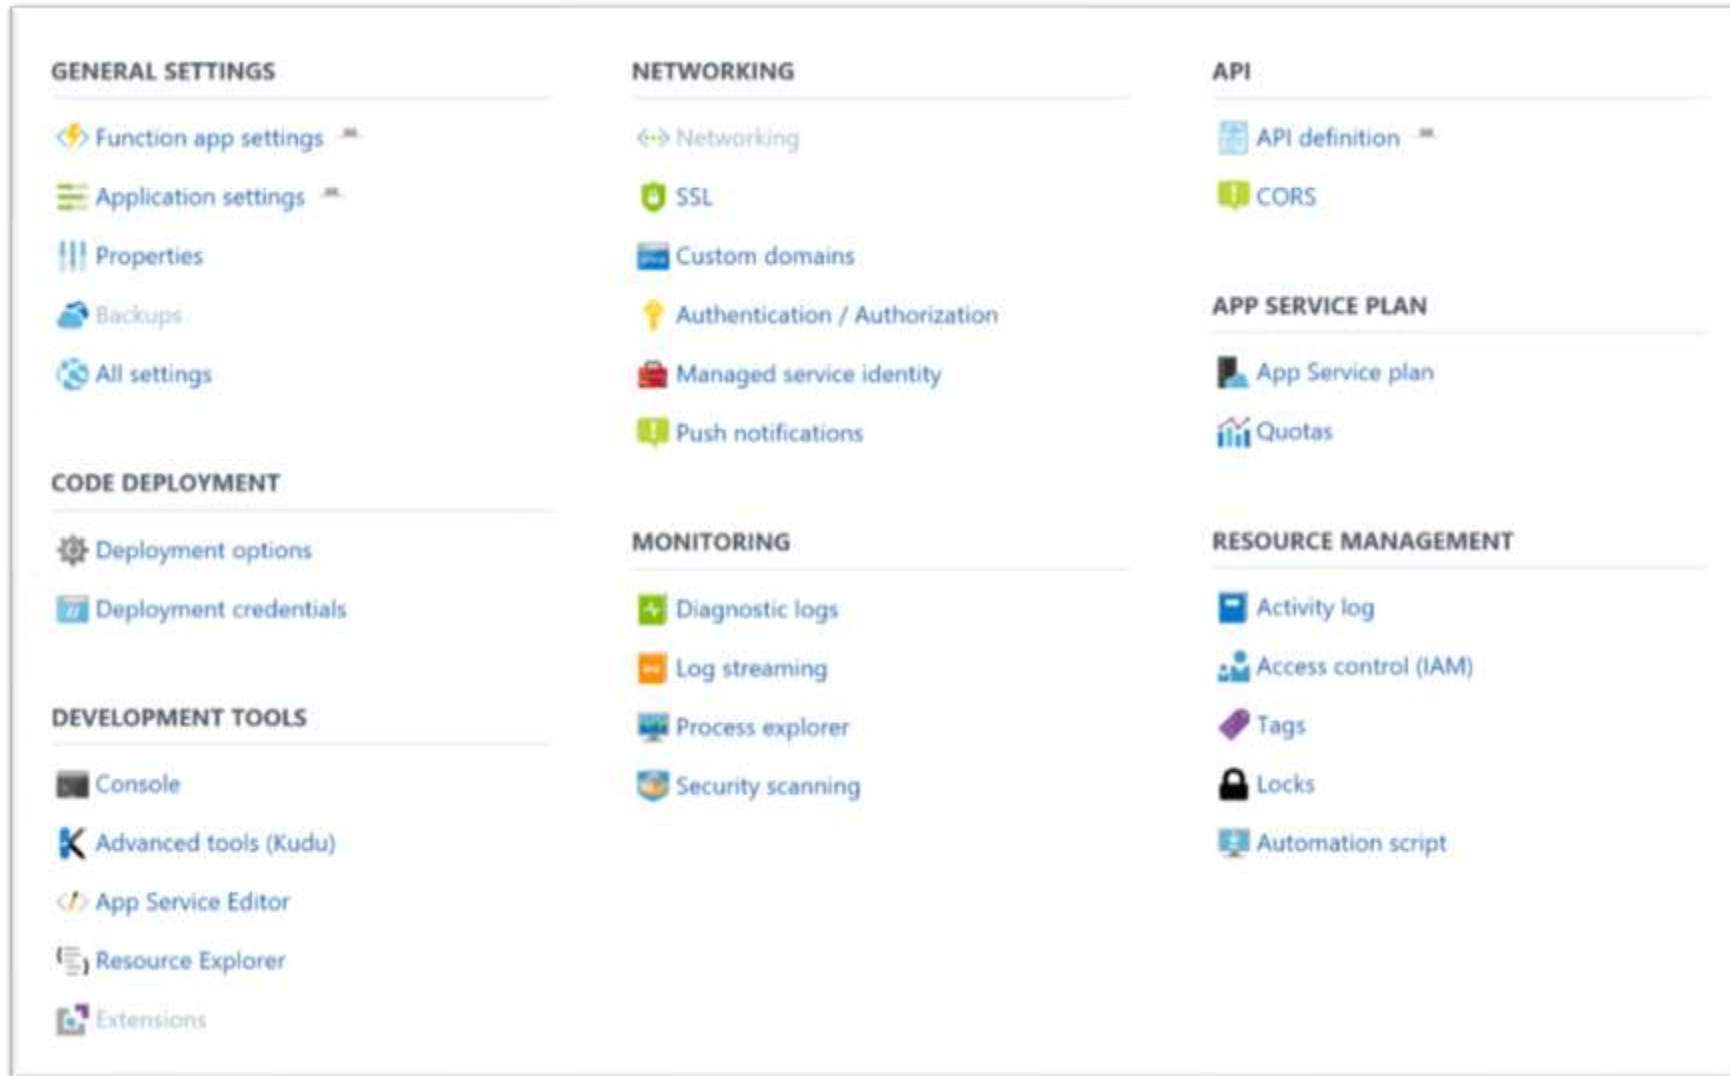 GENERAL SETTINGS
Function app settings
Application settings
Properties
Backups
All settings
CODE DEPLOYMENT
Deployment options
Deployment credentials
DEVELOPMENT TOOLS
Console
Advanced tools (Kudu)
App Service Editor
Resource Explorer
Extensions
NETWORKING
Networking
SSL
Custom domains
Authentication / Authorization
Managed service identity
Push notifications
MONITORING
Diagnostic logs
Log streaming
Process explorer
Security scanning
API
API definition
CORS
APP SERVICE PLAN
App Service plan
Quotas
RESOURCE MANAGEMENT
Activity log
Access control (IAM)
Tags
Locks
Automation script